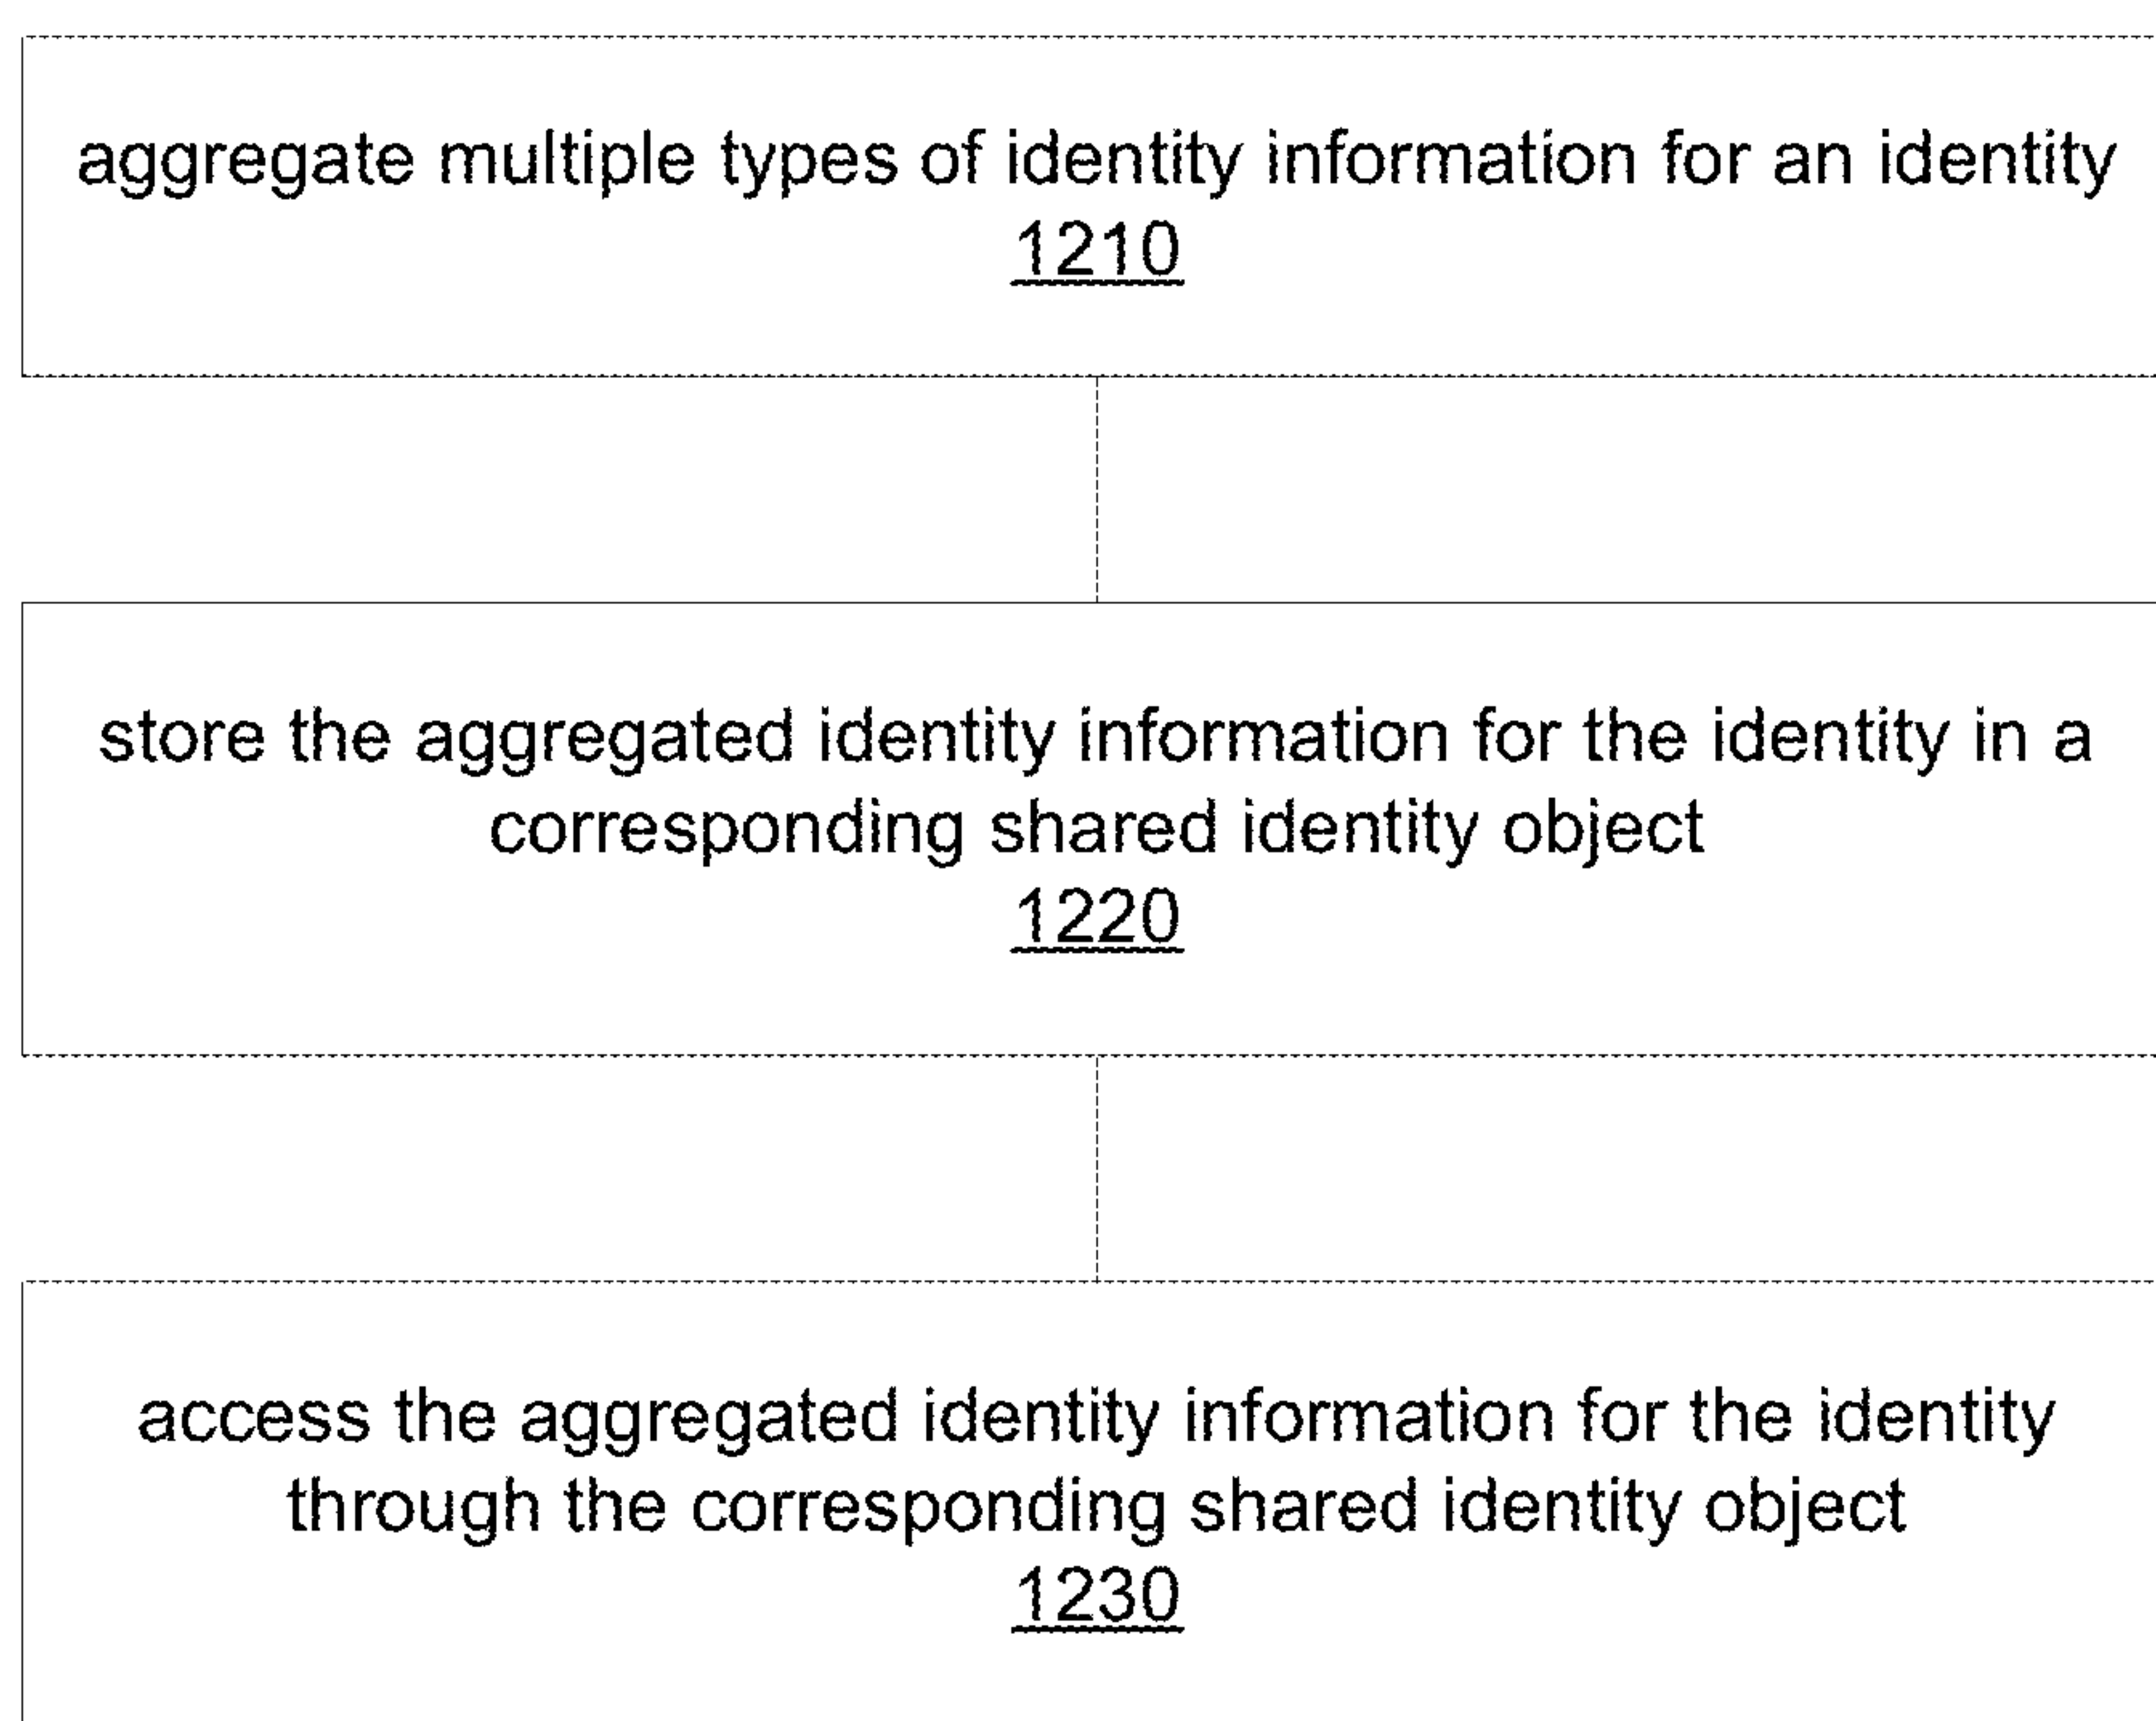 aggregate multiple types of identity information for an identity
1210
store the aggregated identity information for the identity in a
corresponding shared identity object
1220
access the aggregated identity information for the identity
through the corresponding shared identity object
1230